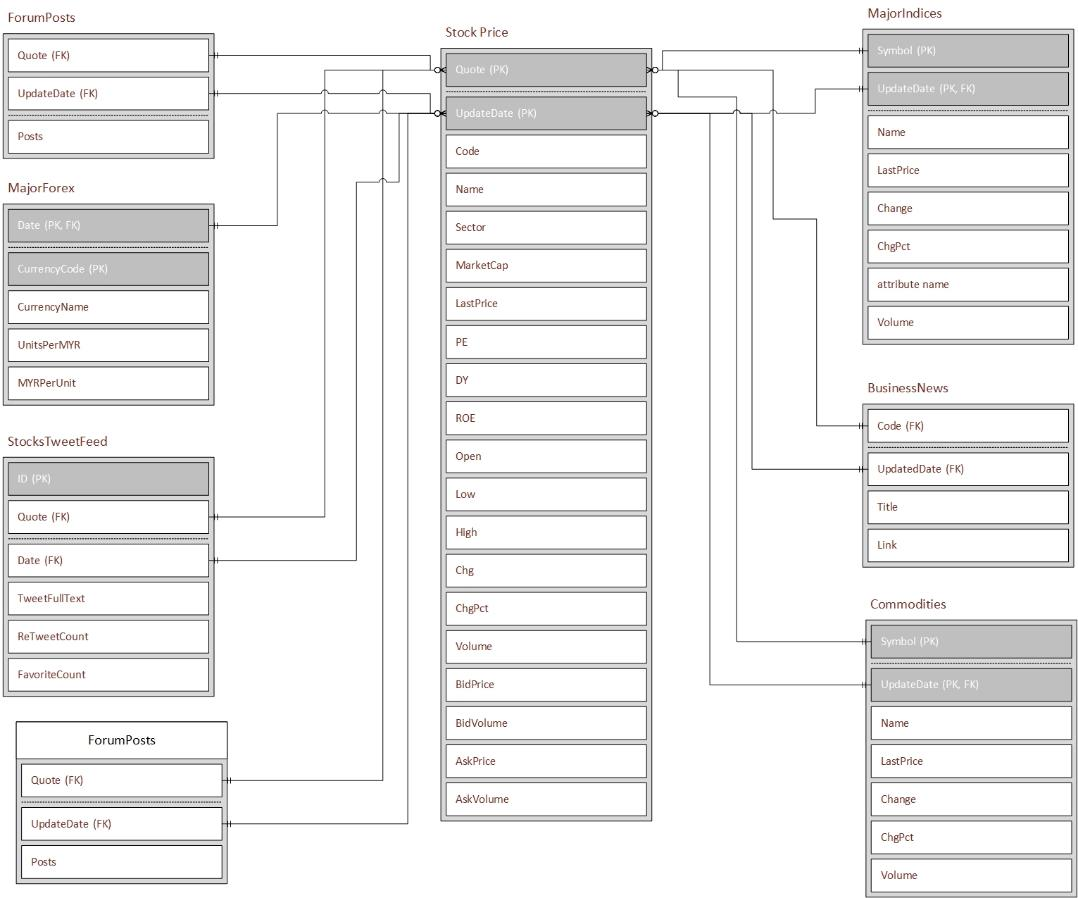 ForumPosts
Quote (FK)
UpdateDate (FK)
Posts
MajorForex
Date (PK, FK)
CurrencyCode (PK)
CurrencyName
UnitsPerMYR
MYRPerUnit
StocksTweetFeed
ID (PK)
Quote (FK)
Date (FK)
TweetFullText
ReTweetCount
FavoriteCount
ForumPosts
Quote (FK)
UpdateDate (FK)
Posts
Stock Price
Quote (PK)
UpdateDate (PK)
Code
Name
Sector
MarketCap
LastPrice
PE
DY
ROE
Open
Low
High
Chg
ChgPct
Volume
BidPrice
BidVolume
AskPrice
AskVolume
MajorIndices
Symbol (PK)
UpdateDate (PK, FK)
Name
LastPrice
Change
ChgPct
attribute name
Volume
BusinessNews
Code (FK)
UpdatedDate (FK)
Title
Link
Commodities
Symbol (PK)
UpdateDate (PK, FK)
Name
LastPrice
Change
ChgPct
Volume